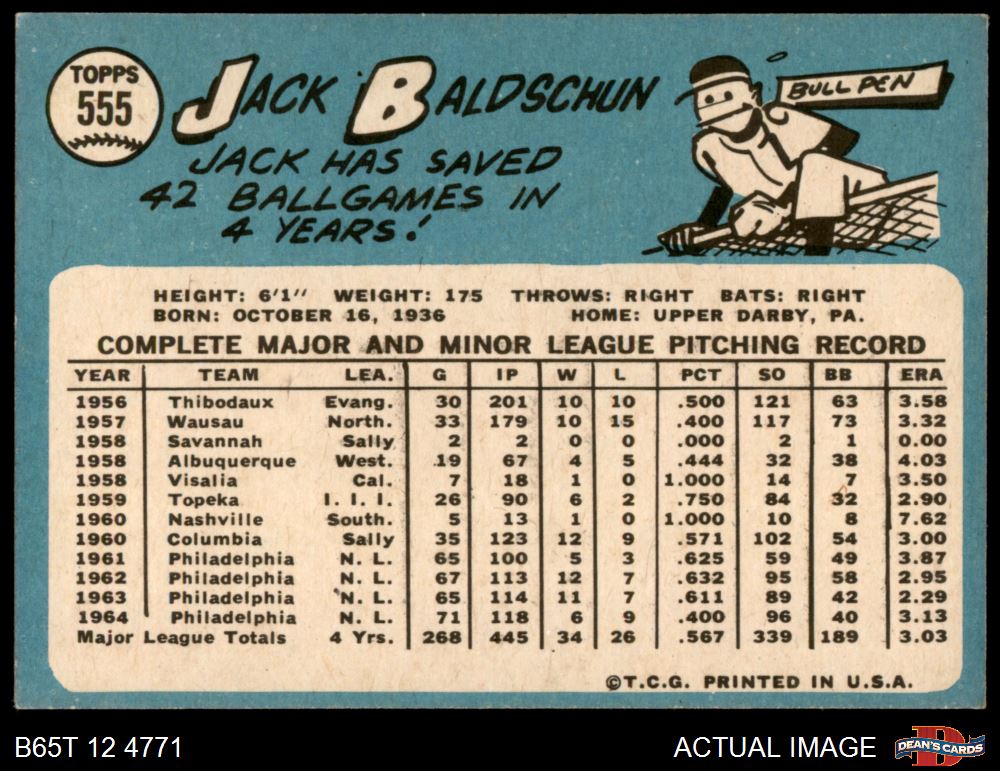 TOPPS
555
JACK BALDSCHUN
BULL PEN
JACK HAS SAVED
42 BALLGAMES IN
4 YEARS!
HEIGHT: 6'1" WEIGHT: 175 THROWS: RIGHT BATS: RIGHT
BORN: OCTOBER 16, 1936 HOME: UPPER DARBY, PA.
COMPLETE MAJOR AND MINOR LEAGUE PITCHING RECORD
YEAR TEAM LEA. G IP W L PCT SO BB ERA
1956 Thibodaux Evang. 30 201 10 10 .500 121 63 3.58
1957 Wausau North. 33 179 10 15 .400 117 73 3.32
1958 Savannah Sally 2 2 0 0 .000 2 1 0.00
1958 Albuquerque West. 19 67 4 5 .444 32 38 4.03
1958 Visalia Cal. 7 18 1 0 1.000 14 7 3.50
1959 Topeka I. I. I. 26 90 6 2 .750 84 32 2.90
1960 Nashville South. 5 13 1 0 1.000 10 8 7.62
1960 Columbia Sally 35 123 12 9 .571 102 54 3.00
1961 Philadelphia N. L. 65 100 5 3 .625 59 49 3.87
1962 Philadelphia N. L. 67 113 12 7 .632 95 58 2.95
1963 Philadelphia N. L. 65 114 11 7 .611 89 42 2.29
1964 Philadelphia N. L. 71 118 6 9 .400 96 40 3.13
Major League Totals 4 Yrs. 268 445 34 26 .567 339 189 3.03
©T.C.G. PRINTED IN U.S.A.
B65T 12 4771 ACTUAL IMAGE DEAN'S CARDS